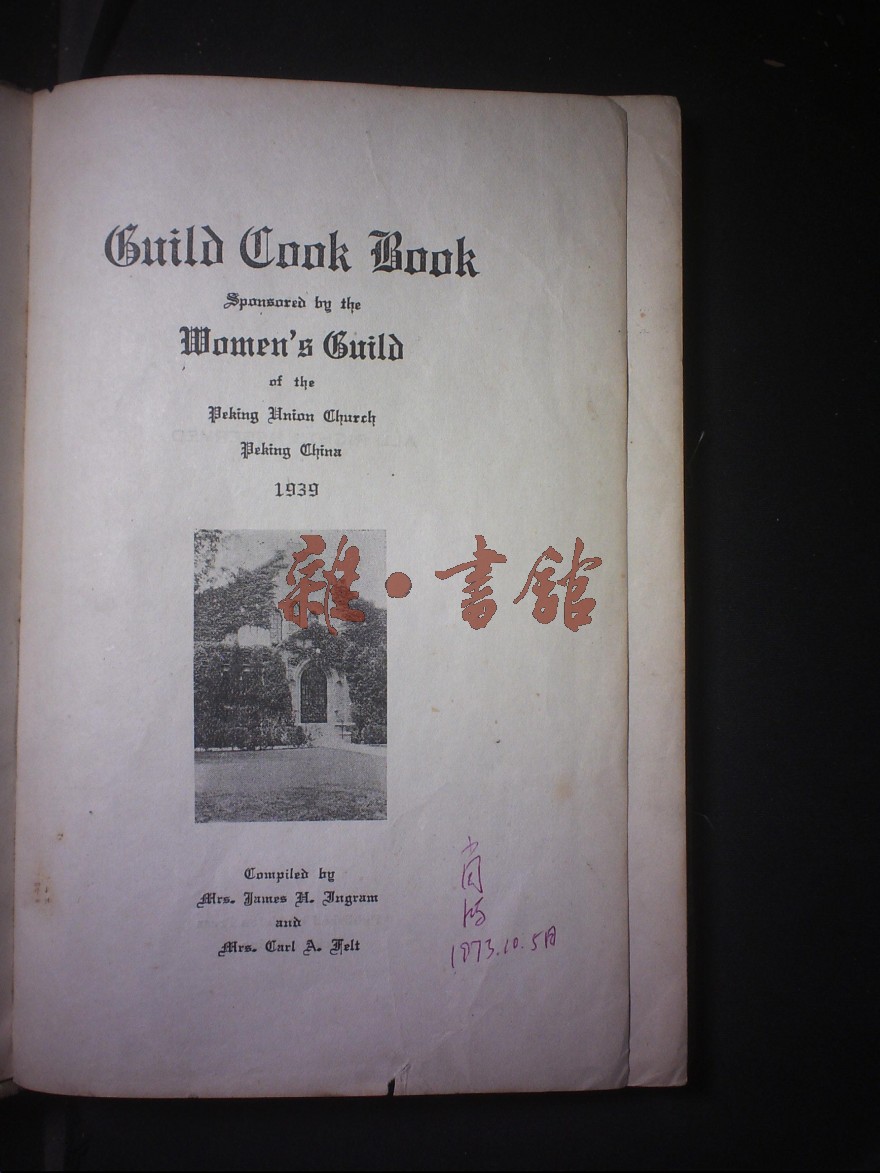 Guild Cook Book
Sponsored by the
Women's Guild
of the
Peking Union Church
Peking China
1939
雜·書館
Compiled by
Mrs. James H. Ingram
and
Mrs. Carl A. Felt
肖
1973.10.5日